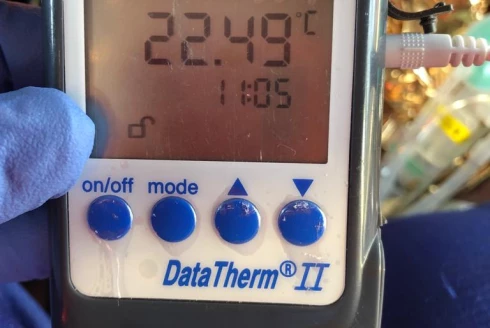 22.49°C
11:05
on/off mode ▲ ▼
DataTherm® II